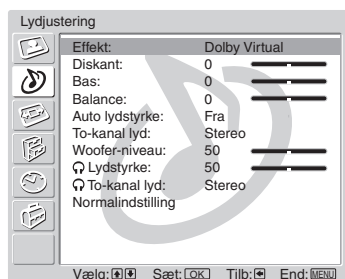 Lydjustering
Effekt: Dolby Virtual
Diskant: 0
Bas: 0
Balance: 0
Auto lydstyrke: Fra
To-kanal lyd: Stereo
Woofer-niveau: 50
Lydstyrke: 50
To-kanal lyd: Stereo
Normalindstilling
Vælg: Sæt: OK Tilb: End: MENU